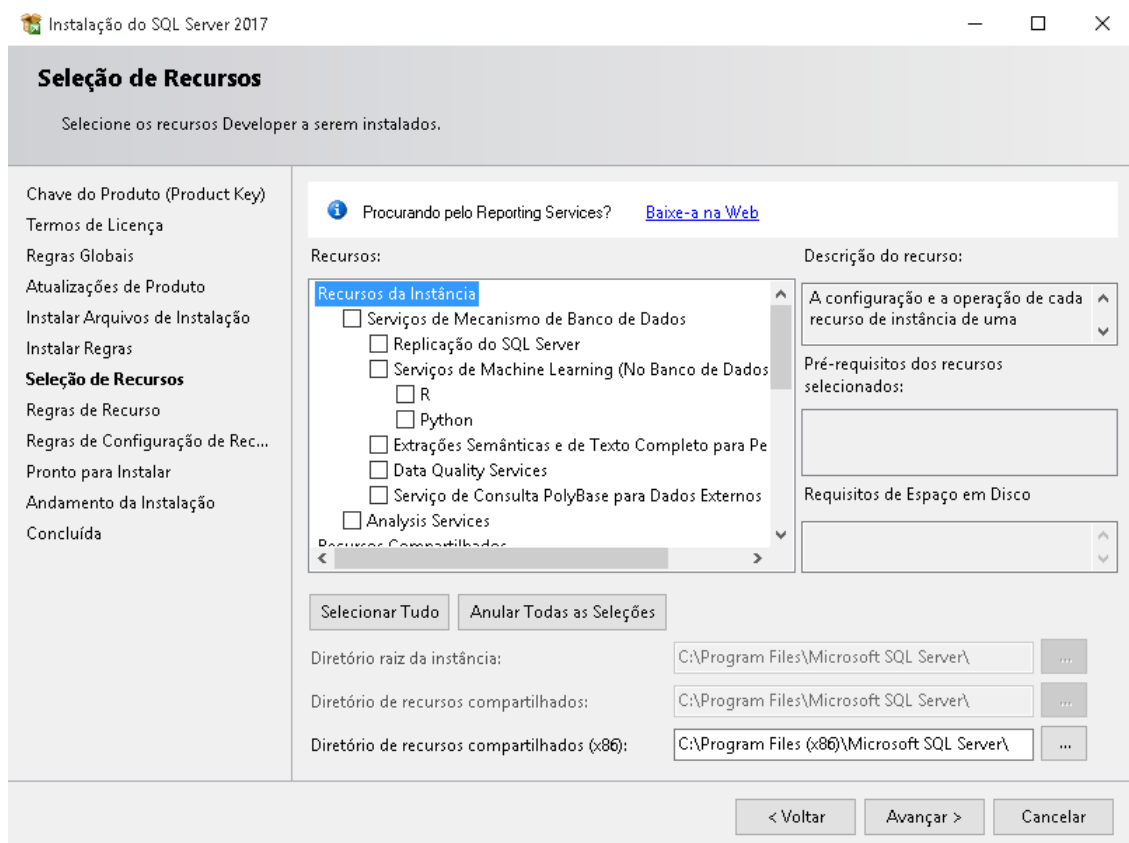 Instalação do SQL Server 2017
Seleção de Recursos
Selecione os recursos Developer a serem instalados.
Chave do Produto (Product Key)
Termos de Licença
Regras Globais
Atualizações de Produto
Instalar Arquivos de Instalação
Instalar Regras
Seleção de Recursos
Regras de Recurso
Regras de Configuração de Rec...
Pronto para Instalar
Andamento da Instalação
Concluída
Procurando pelo Reporting Services? Baixe-a na Web
Recursos:
Recursos da Instância
Serviços de Mecanismo de Banco de Dados
Replicação do SQL Server
Serviços de Machine Learning (No Banco de Dados
R
Python
Extrações Semânticas e de Texto Completo para Pe
Data Quality Services
Serviço de Consulta PolyBase para Dados Externos
Analysis Services
Recursos Compartilhados
Descrição do recurso:
A configuração e a operação de cada
recurso de instância de uma
Pré-requisitos dos recursos
selecionados:
Requisitos de Espaço em Disco
Selecionar Tudo Anular Todas as Seleções
Diretório raiz da instância: C:\Program Files\Microsoft SQL Server\ ...
Diretório de recursos compartilhados: C:\Program Files\Microsoft SQL Server\ ...
Diretório de recursos compartilhados (x86): C:\Program Files (x86)\Microsoft SQL Server\ ...
< Voltar Avançar > Cancelar